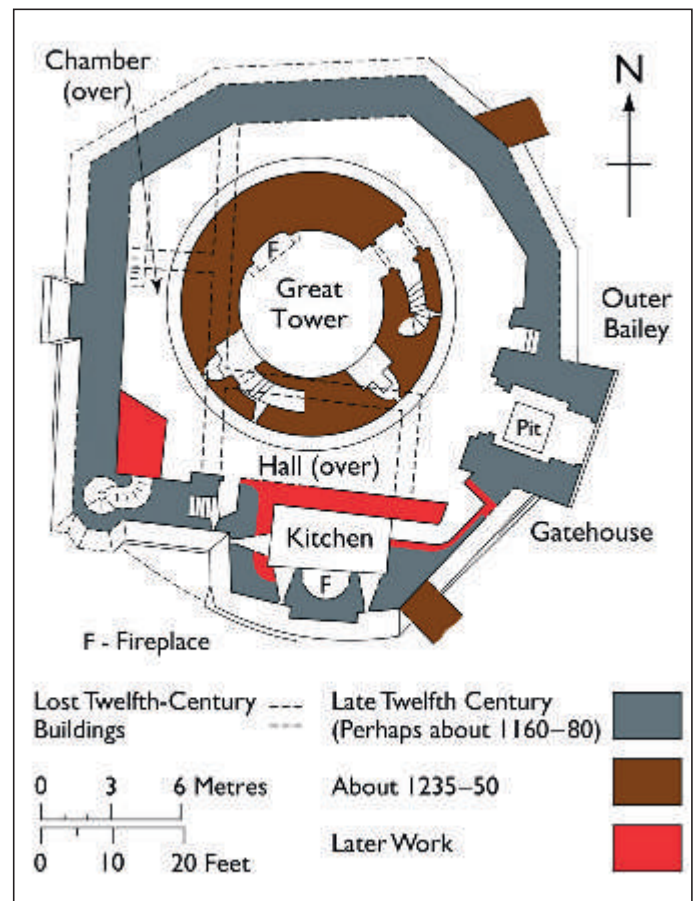 Chamber
(over)
N
F
Great
Tower
Outer
Bailey
Pit
Hall (over)
Kitchen
Gatehouse
F
F - Fireplace
Lost Twelfth-Century
Buildings
Late Twelfth Century
(Perhaps about 1160–80)
0 3 6 Metres
About 1235–50
0 10 20 Feet
Later Work